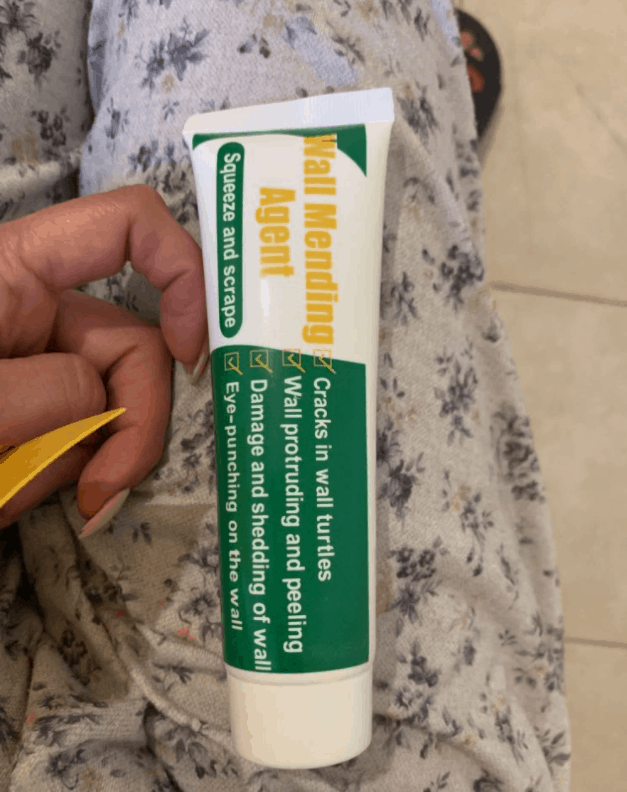 Wall Mending
Agent
Squeeze and scrape
Cracks in wall turtles
Wall protruding and peeling
Damage and shedding of wall
Eye-punching on the wall